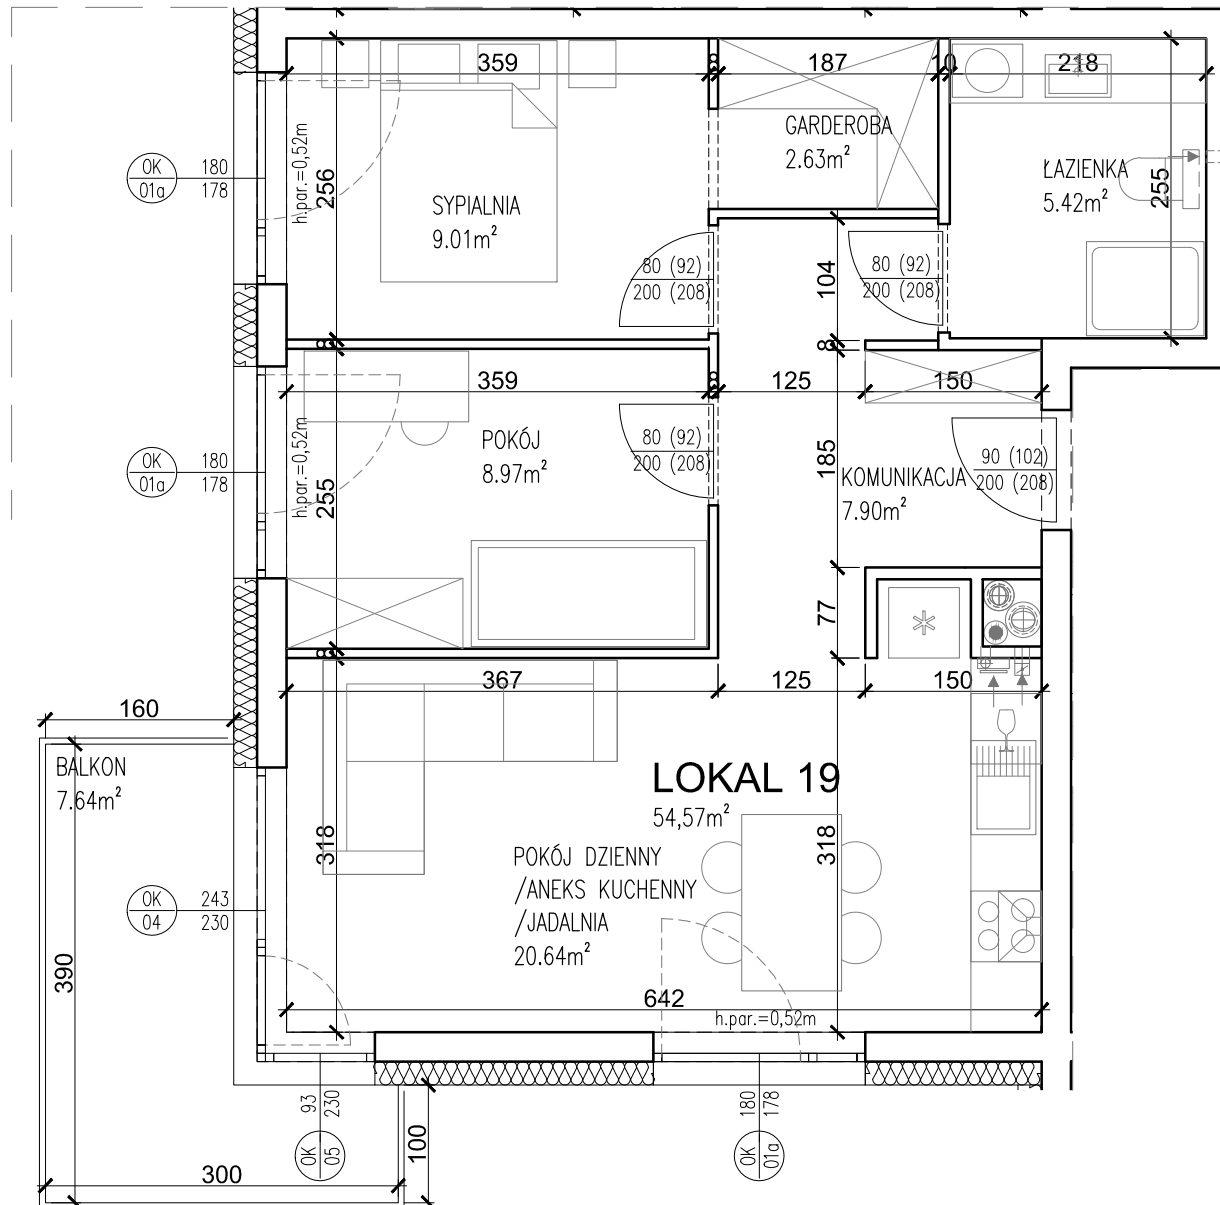 359
187
10
218
GARDEROBA
2.63m²
ŁAZIENKA
5.42m²
255
OK
01a
180
178
h.par.=0,52m
256
SYPIALNIA
9.01m²
80 (92)
200 (208)
104
80 (92)
200 (208)
8
8
8
359
8
125
150
OK
01a
180
178
h.par.=0,52m
255
POKÓJ
8.97m²
80 (92)
200 (208)
185
KOMUNIKACJA
7.90m²
90 (102)
200 (208)
77
8
367
125
150
160
BALKON
7.64m²
LOKAL 19
54,57m²
318
318
POKÓJ DZIENNY
/ANEKS KUCHENNY
/JADALNIA
20.64m²
OK
04
243
230
390
642
h.par.=0,52m
93
230
OK
05
180
178
OK
01a
100
300